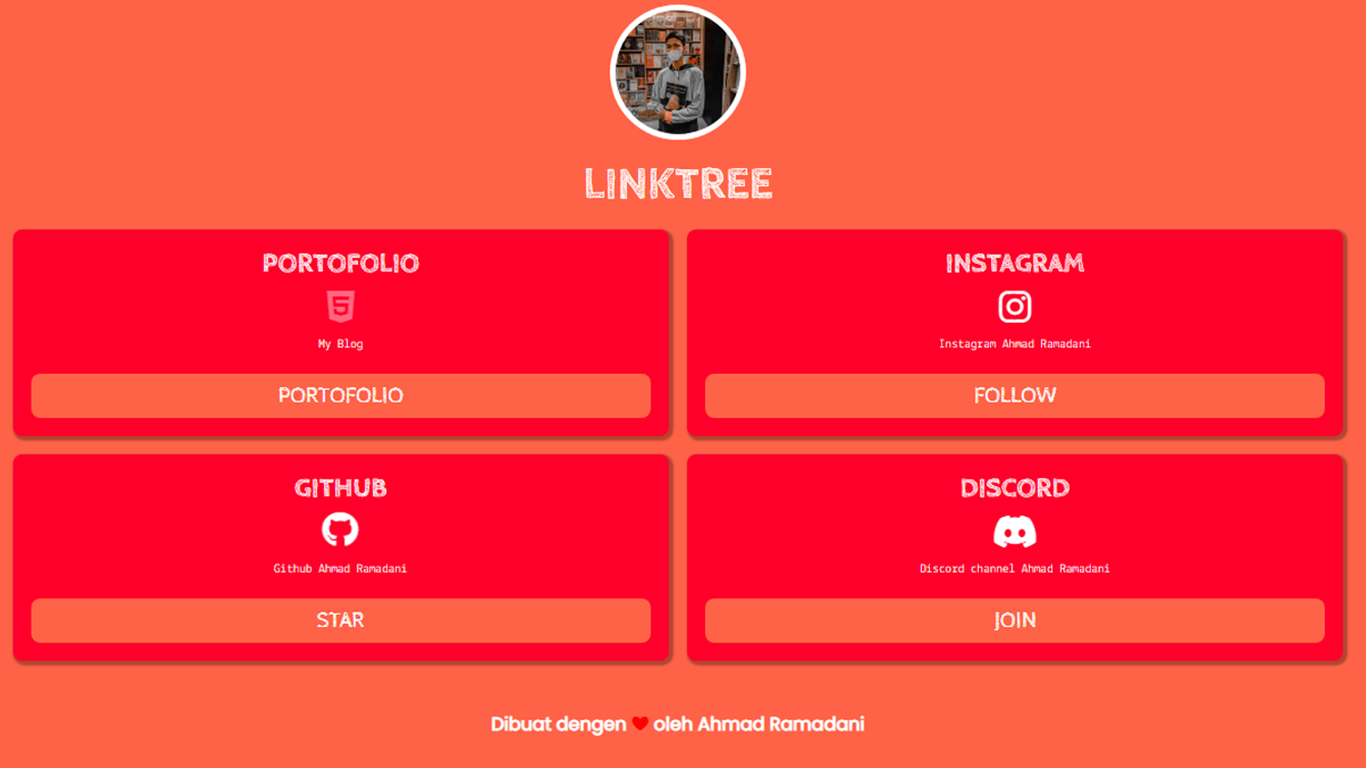 LINKTREE
PORTOFOLIO
My Blog
PORTOFOLIO
INSTAGRAM
Instagram Ahmad Ramadani
FOLLOW
GITHUB
Github Ahmad Ramadani
STAR
DISCORD
Discord channel Ahmad Ramadani
JOIN
Dibuat dengen ❤ oleh Ahmad Ramadani